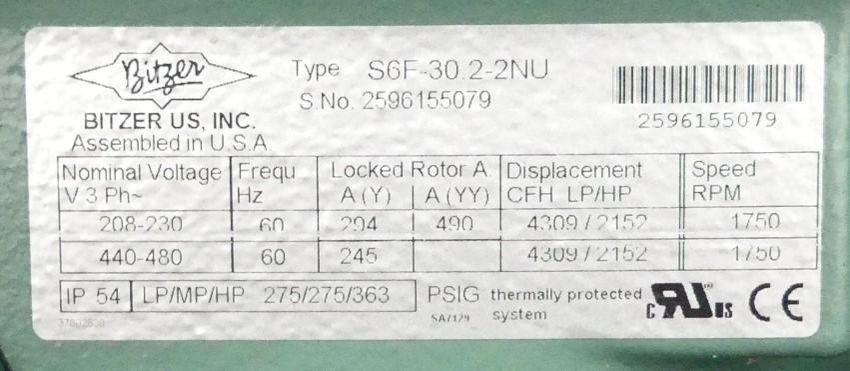 Bitzer
BITZER US, INC.
Assembled in U.S.A
Type S6F-30.2-2NU
S.No. 2596155079
2596155079
Nominal Voltage Frequ Locked Rotor A Displacement Speed
V 3 Ph~ Hz A (Y) A (YY) CFH LP/HP RPM
208-230 60 294 490 4309 / 2152 1750
440-480 60 245 4309 / 2152 1750
IP 54 LP/MP/HP 275/275/363 PSIG thermally protected system
SA7129
c RU us CE